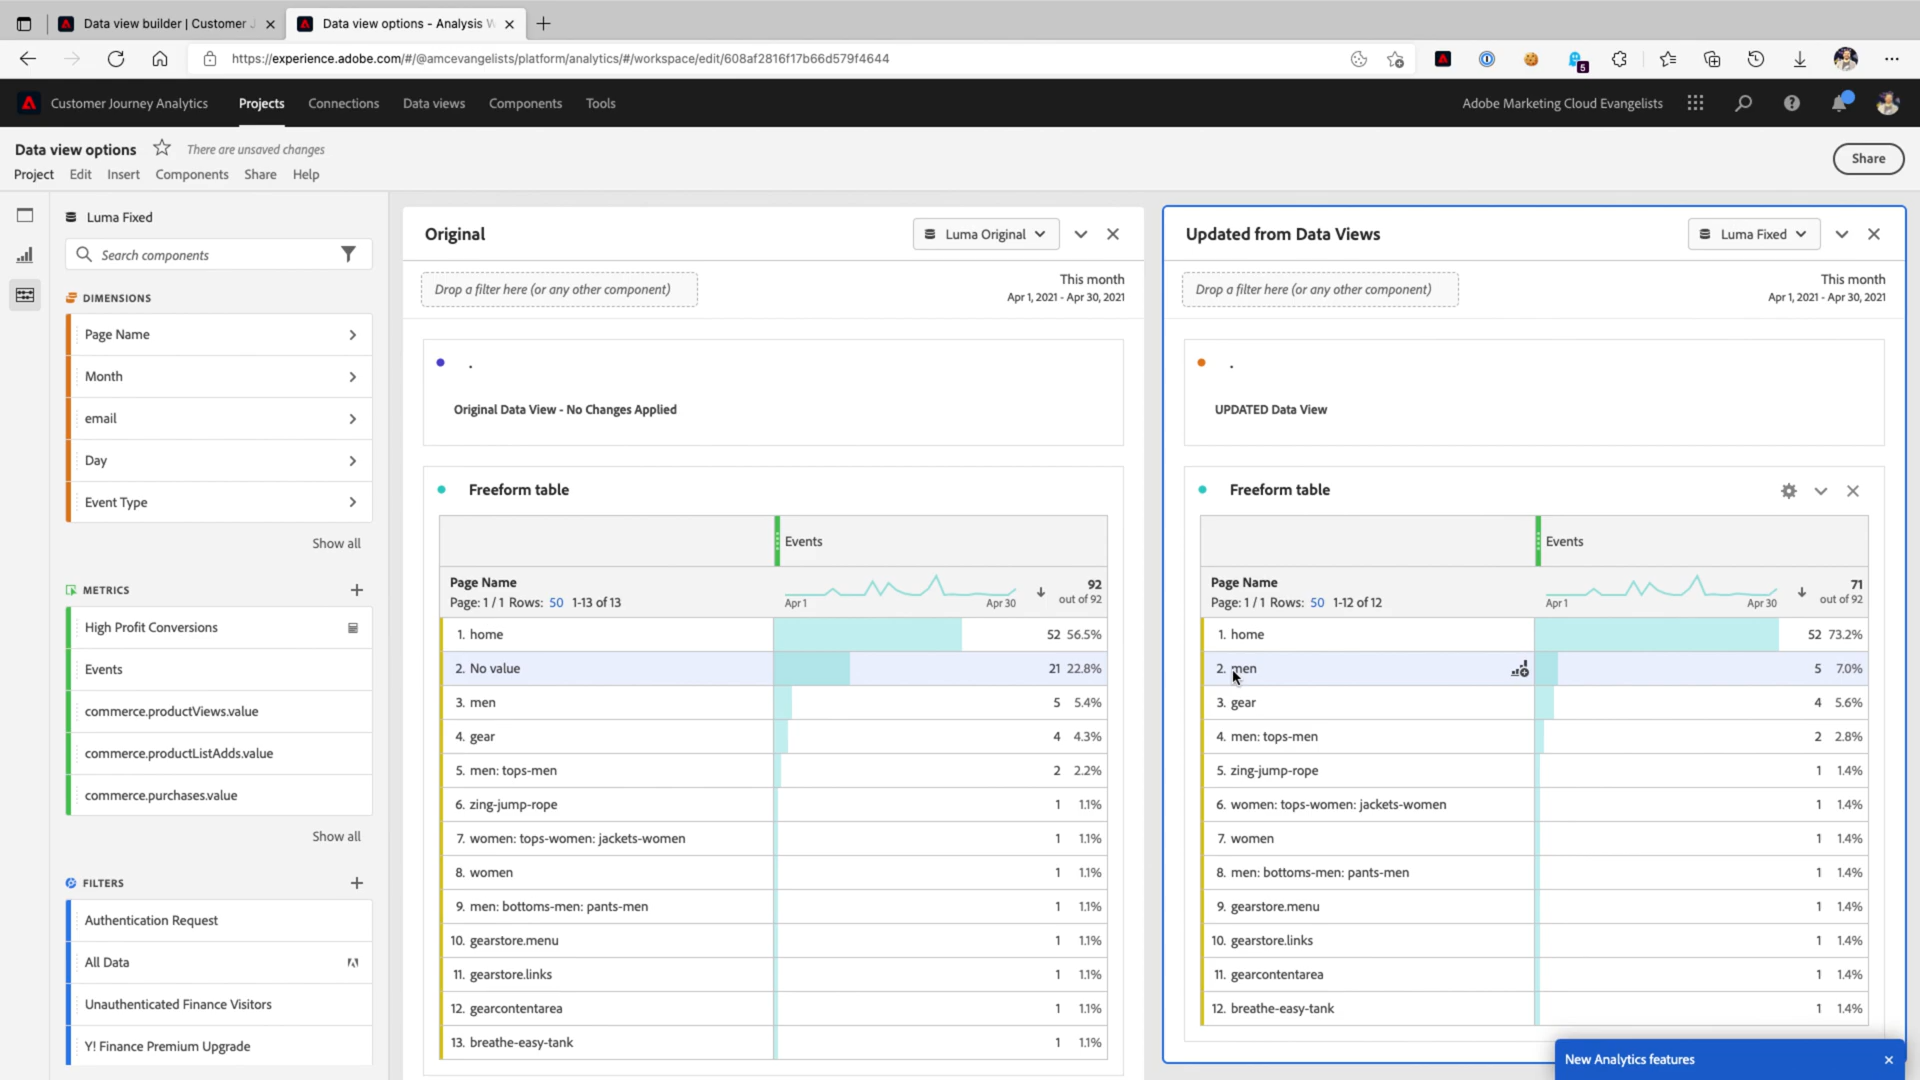 Data view builder | Customer J
Data view options - Analysis W
https://experience.adobe.com/#/@amcevangelists/platform/analytics/#/workspace/edit/608af2816f17b66d579f4644
5
Customer Journey Analytics
Projects
Connections
Data views
Components
Tools
Adobe Marketing Cloud Evangelists
Data view options
There are unsaved changes
Share
Project
Edit
Insert
Components
Share
Help
Luma Fixed
Search components
DIMENSIONS
Page Name
Month
email
Day
Event Type
Show all
METRICS
High Profit Conversions
Events
commerce.productViews.value
commerce.productListAdds.value
commerce.purchases.value
Show all
FILTERS
Authentication Request
All Data
Unauthenticated Finance Visitors
Y! Finance Premium Upgrade
Original
Luma Original
Drop a filter here (or any other component)
This month
Apr 1, 2021 - Apr 30, 2021
.
Original Data View - No Changes Applied
Freeform table
Events
Page Name
Page: 1 / 1 Rows: 50 1-13 of 13
Apr 1
Apr 30
92
out of 92
1. home 52 56.5%
2. No value 21 22.8%
3. men 5 5.4%
4. gear 4 4.3%
5. men: tops-men 2 2.2%
6. zing-jump-rope 1 1.1%
7. women: tops-women: jackets-women 1 1.1%
8. women 1 1.1%
9. men: bottoms-men: pants-men 1 1.1%
10. gearstore.menu 1 1.1%
11. gearstore.links 1 1.1%
12. gearcontentarea 1 1.1%
13. breathe-easy-tank 1 1.1%
Updated from Data Views
Luma Fixed
Drop a filter here (or any other component)
This month
Apr 1, 2021 - Apr 30, 2021
.
UPDATED Data View
Freeform table
Events
Page Name
Page: 1 / 1 Rows: 50 1-12 of 12
Apr 1
Apr 30
71
out of 92
1. home 52 73.2%
2. men 5 7.0%
3. gear 4 5.6%
4. men: tops-men 2 2.8%
5. zing-jump-rope 1 1.4%
6. women: tops-women: jackets-women 1 1.4%
7. women 1 1.4%
8. men: bottoms-men: pants-men 1 1.4%
9. gearstore.menu 1 1.4%
10. gearstore.links 1 1.4%
11. gearcontentarea 1 1.4%
12. breathe-easy-tank 1 1.4%
New Analytics features